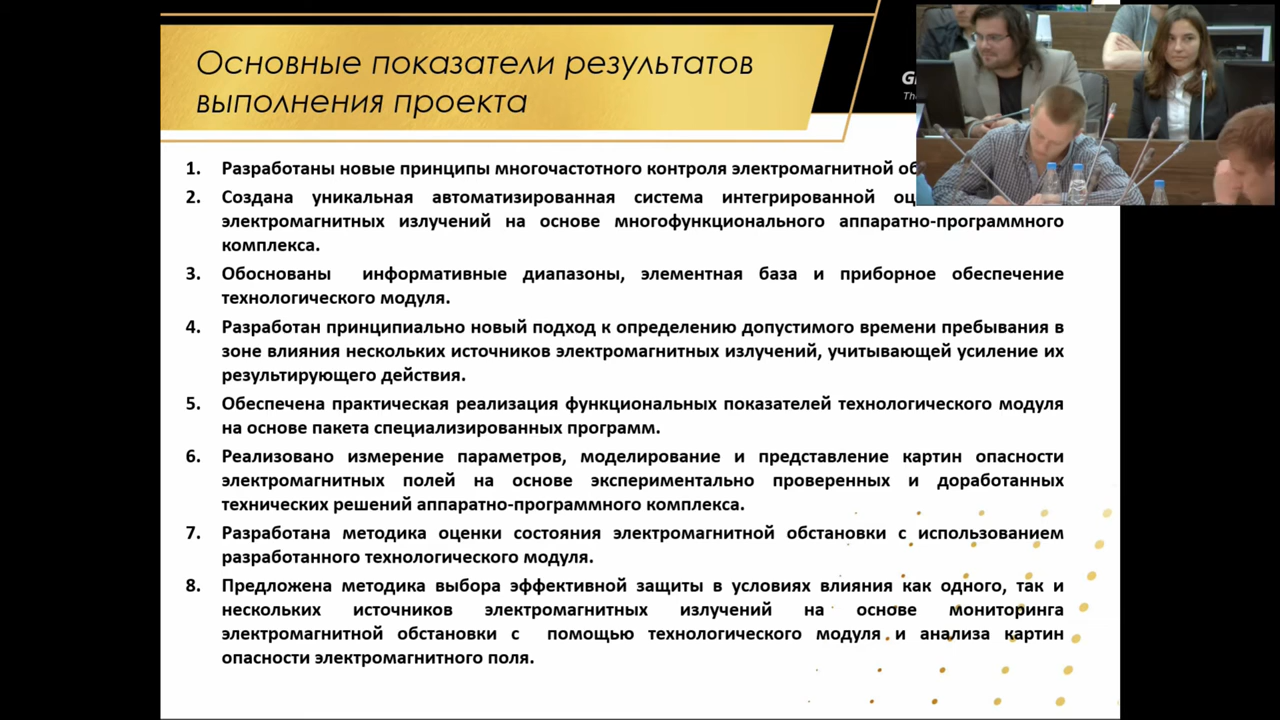 Основные показатели результатов
выполнения проекта
1. Разработаны новые принципы многочастотного контроля электромагнитной
2. Создана уникальная автоматизированная система интегрированной
электромагнитных излучений на основе многофункционального аппаратно-программного
комплекса.
3. Обоснованы информативные диапазоны, элементная база и приборное обеспечение
технологического модуля.
4. Разработан принципиально новый подход к определению допустимого времени пребывания в
зоне влияния нескольких источников электромагнитных излучений, учитывающей усиление их
результирующего действия.
5. Обеспечена практическая реализация функциональных показателей технологического модуля
на основе пакета специализированных программ.
6. Реализовано измерение параметров, моделирование и представление картин опасности
электромагнитных полей на основе экспериментально проверенных и доработанных
технических решений аппаратно-программного комплекса.
7. Разработана методика оценки состояния электромагнитной обстановки с использованием
разработанного технологического модуля.
8. Предложена методика выбора эффективной защиты в условиях влияния как одного, так и
нескольких источников электромагнитных излучений на основе мониторинга
электромагнитной обстановки с помощью технологического модуля и анализа картин
опасности электромагнитного поля.